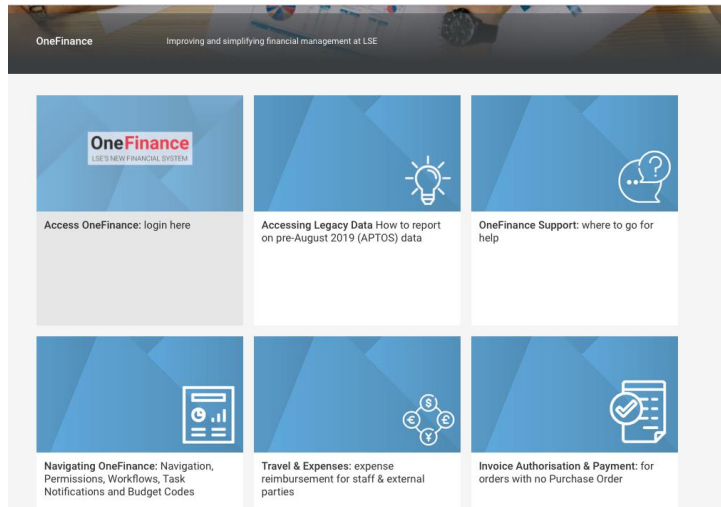 OneFinance
Improving and simplifying financial management at LSE
OneFinance
LSE'S NEW FINANCIAL SYSTEM
Access OneFinance: login here
Accessing Legacy Data How to report
on pre-August 2019 (APTOS) data
?
OneFinance Support: where to go for
help
Navigating OneFinance: Navigation,
Permissions, Workflows, Task
Notifications and Budget Codes
$
€ £
¥
Travel & Expenses: expense
reimbursement for staff & external
parties
Invoice Authorisation & Payment: for
orders with no Purchase Order